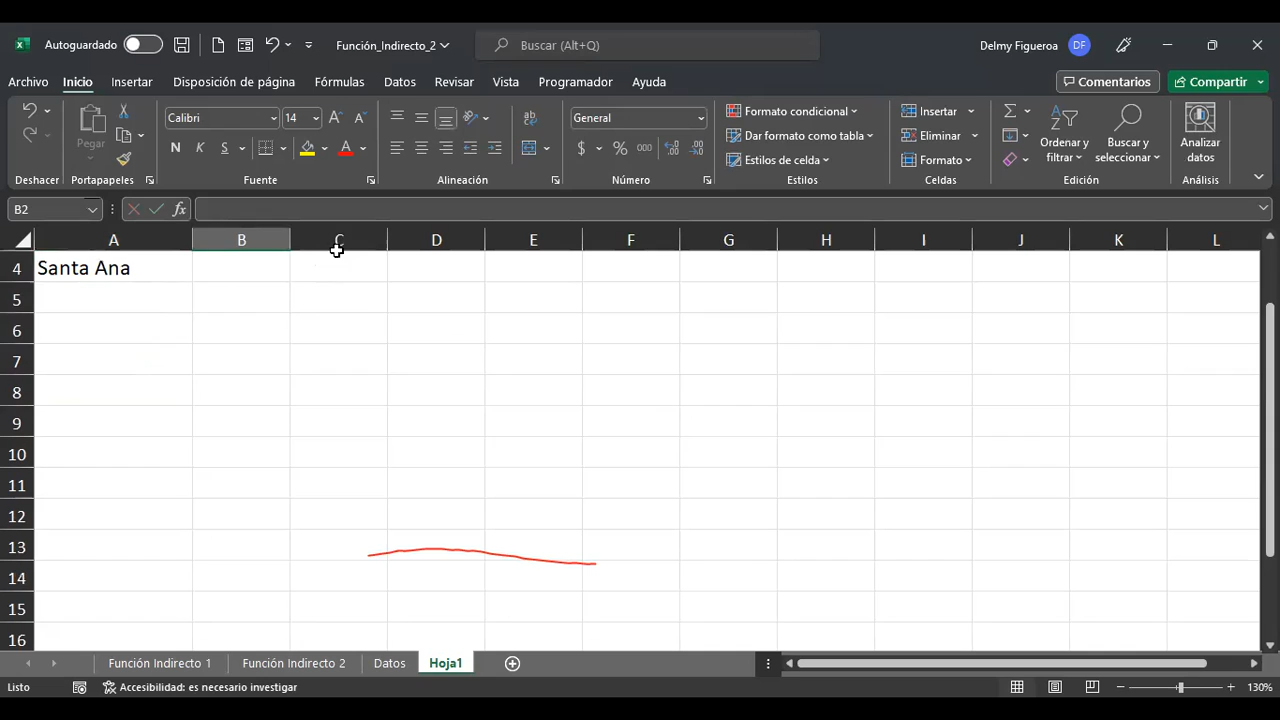 Autoguardado Función_Indirecto_2 Buscar (Alt+Q) Delmy Figueroa DF
Archivo Inicio Insertar Disposición de página Fórmulas Datos Revisar Vista Programador Ayuda Comentarios Compartir
Pegar Calibri 14 General Formato condicional Insertar Ordenar y filtrar Buscar y seleccionar Analizar datos
N K S $ % 000 Dar formato como tabla Eliminar
Estilos de celda Formato
Deshacer Portapapeles Fuente Alineación Número Estilos Celdas Edición Análisis
B2 fx
A B C D E F G H I J K L
4 Santa Ana
5
6
7
8
9
10
11
12
13
14
15
16
Función Indirecto 1 Función Indirecto 2 Datos Hoja1
Listo Accesibilidad: es necesario investigar 130%